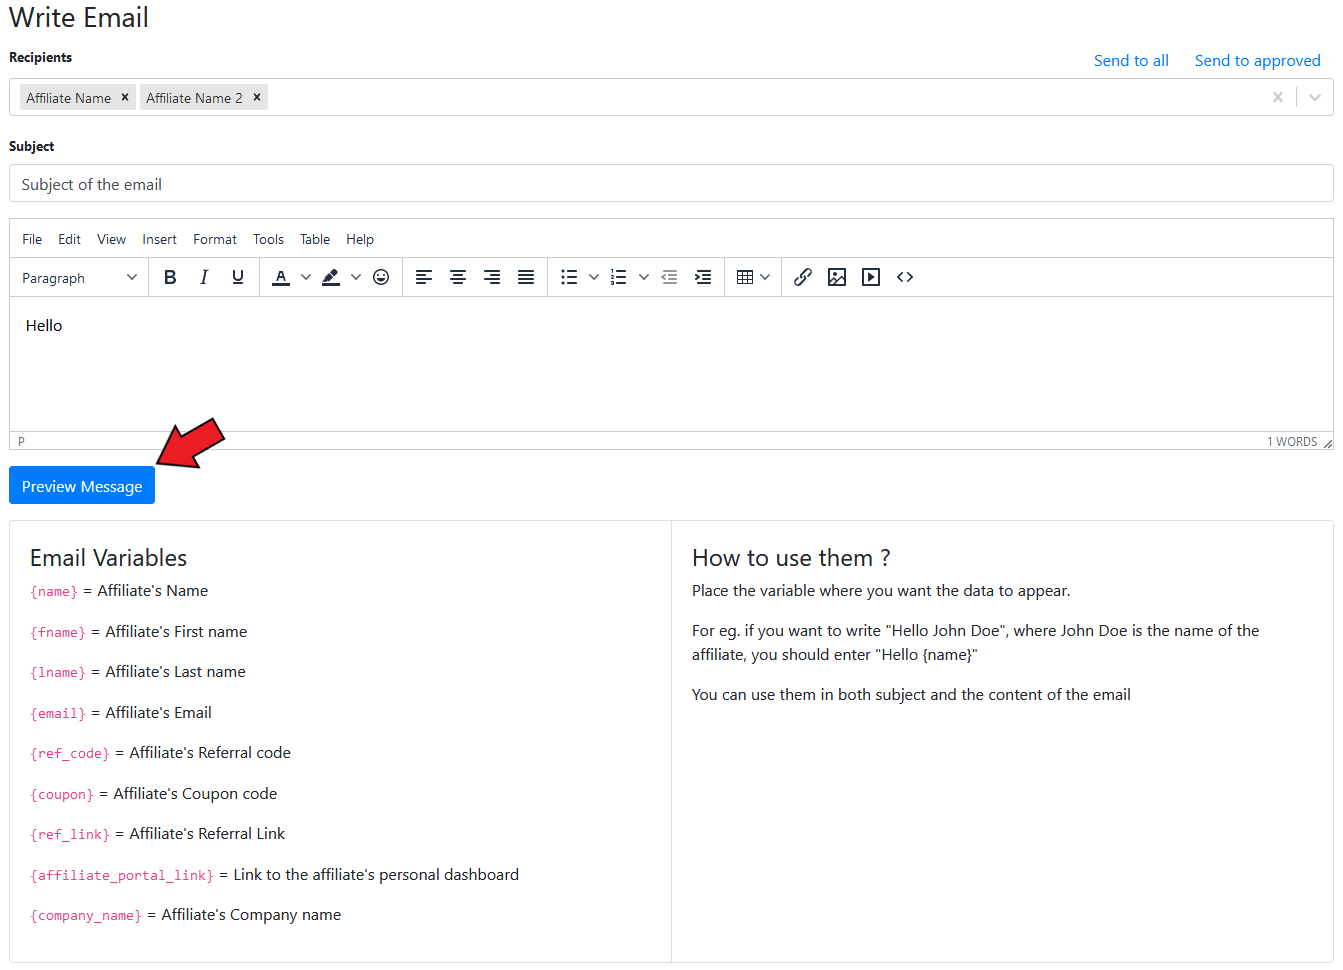 Write Email
Recipients
Send to all Send to approved
Affiliate Name × Affiliate Name 2 ×
Subject
Subject of the email
File Edit View Insert Format Tools Table Help
Paragraph B I U A
Hello
P 1 WORDS
Preview Message
Email Variables
{name} = Affiliate's Name
{fname} = Affiliate's First name
{lname} = Affiliate's Last name
{email} = Affiliate's Email
{ref_code} = Affiliate's Referral code
{coupon} = Affiliate's Coupon code
{ref_link} = Affiliate's Referral Link
{affiliate_portal_link} = Link to the affiliate's personal dashboard
{company_name} = Affiliate's Company name
How to use them ?
Place the variable where you want the data to appear.
For eg. if you want to write "Hello John Doe", where John Doe is the name of the
affiliate, you should enter "Hello {name}"
You can use them in both subject and the content of the email